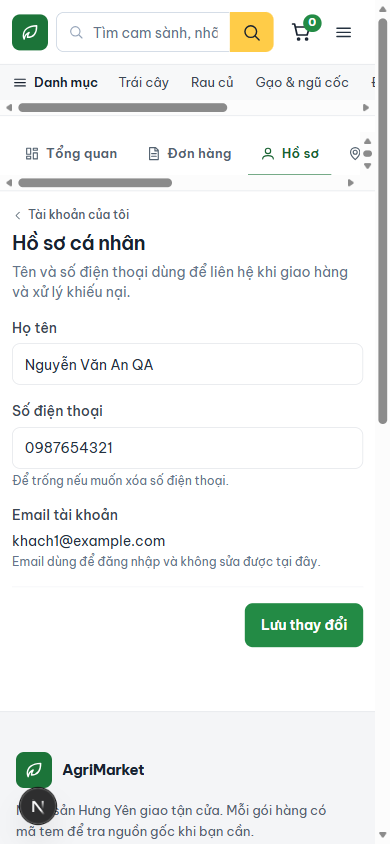 Tìm cam sành, nhã
0
Danh mục Trái cây Rau củ Gạo & ngũ cốc
Tổng quan Đơn hàng Hồ sơ
Tài khoản của tôi
Hồ sơ cá nhân
Tên và số điện thoại dùng để liên hệ khi giao hàng
và xử lý khiếu nại.
Họ tên
Nguyễn Văn An QA
Số điện thoại
0987654321
Để trống nếu muốn xóa số điện thoại.
Email tài khoản
khach1@example.com
Email dùng để đăng nhập và không sửa được tại đây.
Lưu thay đổi
AgriMarket
N
sản Hưng Yên giao tận cửa. Mỗi gói hàng có
mã tem để tra nguồn gốc khi bạn cần.